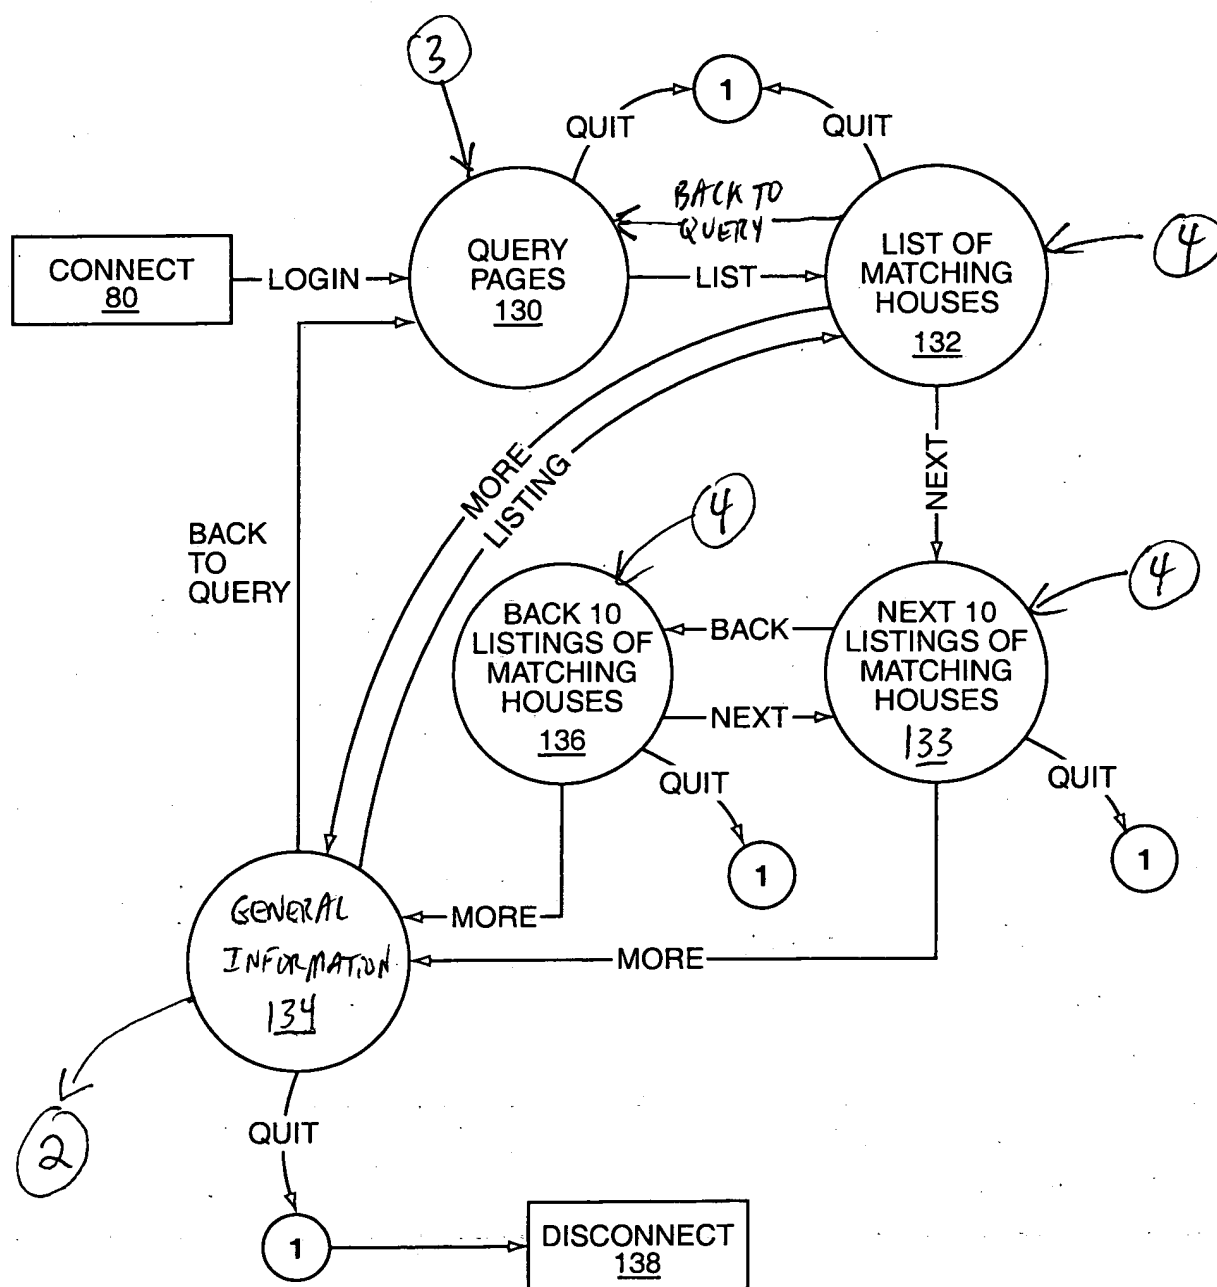 3
1
QUIT
QUIT
BACK TO
QUERY
4
CONNECT
80
LOGIN
QUERY
PAGES
130
LIST
LIST OF
MATCHING
HOUSES
132
MORE
LISTING
NEXT
BACK
TO
QUERY
4
4
BACK 10
LISTINGS OF
MATCHING
HOUSES
136
BACK
NEXT
NEXT 10
LISTINGS OF
MATCHING
HOUSES
133
QUIT
1
QUIT
1
MORE
MORE
GENERAL
INFORMATION
134
2
QUIT
1
DISCONNECT
138